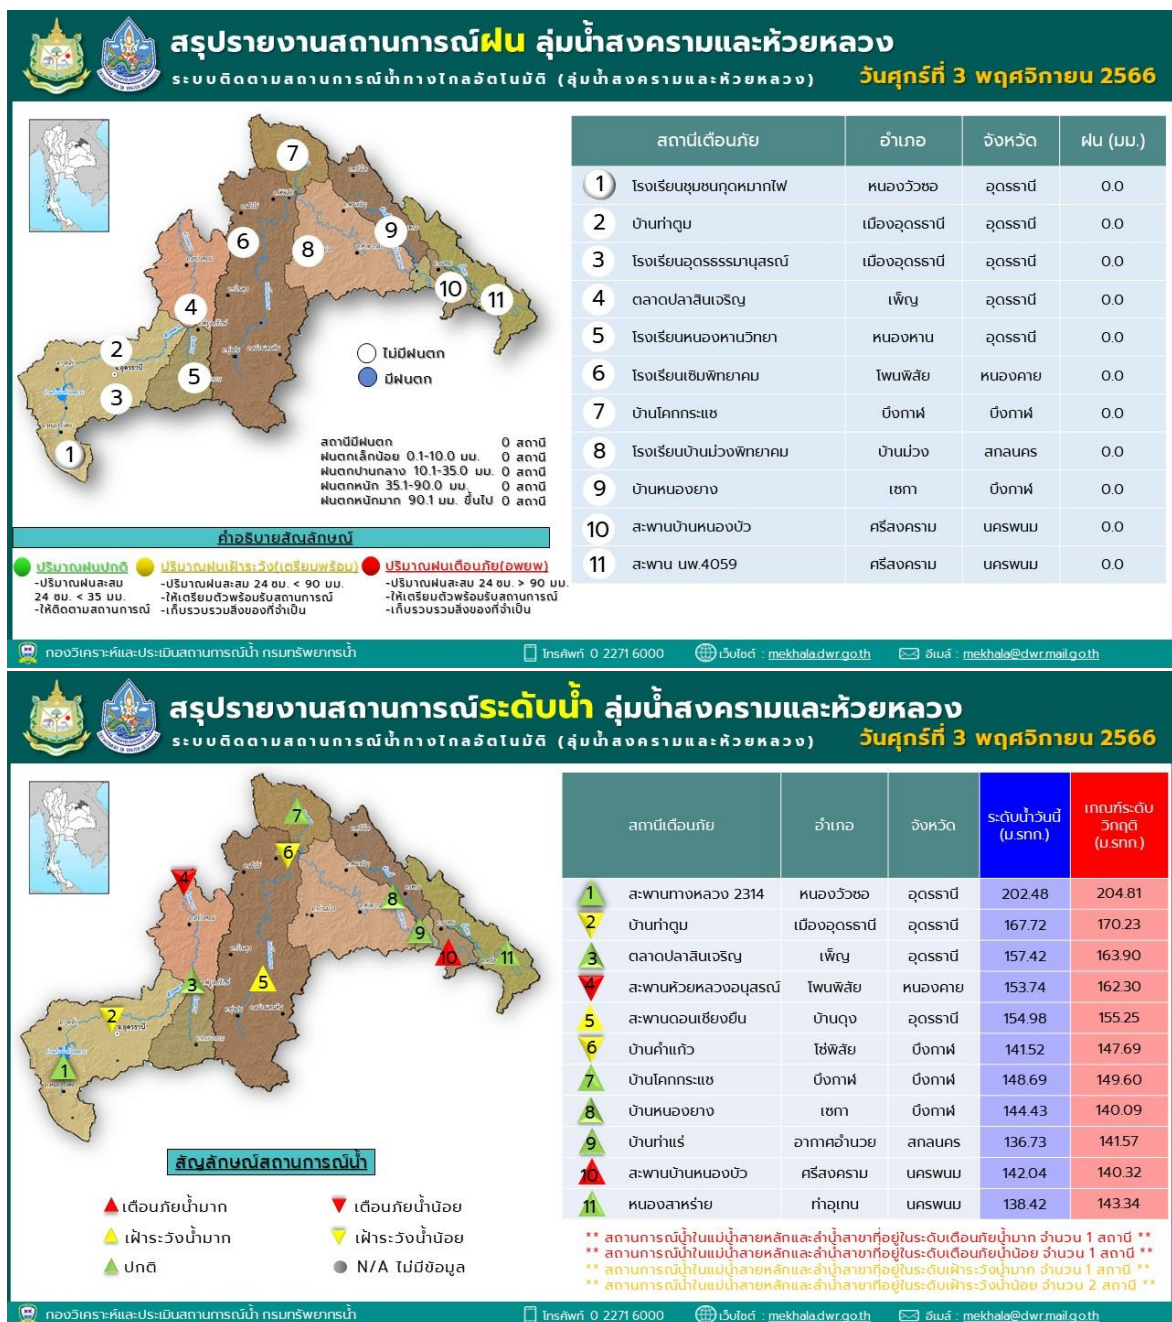 สรุปรายงานสถานการณ์ฝน ลุ่มน้ำสงครามและห้วยหลวง
ระบบติดตามสถานการณ์น้ำทางไกลอัตโนมัติ (ลุ่มน้ำสงครามและห้วยหลวง) วันศุกร์ที่ 3 พฤศจิกายน 2566
สถานีเตือนภัย อำเภอ จังหวัด ฝน (มม.)
1 โรงเรียนชุมชนกุดหมากไฟ หนองวัวซอ อุดรธานี 0.0
2 บ้านท่าตูม เมืองอุดรธานี อุดรธานี 0.0
3 โรงเรียนอุดรธรรมานุสรณ์ เมืองอุดรธานี อุดรธานี 0.0
4 ตลาดปลาสินเจริญ เพ็ญ อุดรธานี 0.0
5 โรงเรียนหนองหานวิทยา หนองหาน อุดรธานี 0.0
6 โรงเรียนเซิมพิทยาคม โพนพิสัย หนองคาย 0.0
7 บ้านโคกกระแซ บึงกาฬ บึงกาฬ 0.0
8 โรงเรียนบ้านม่วงพิทยาคม บ้านม่วง สกลนคร 0.0
9 บ้านหนองยาง เซกา บึงกาฬ 0.0
10 สะพานบ้านหนองบัว ศรีสงคราม นครพนม 0.0
11 สะพาน นพ.4059 ศรีสงคราม นครพนม 0.0
7
6
8
9
10
11
4
2
5
3
1
ไม่มีฝนตก
มีฝนตก
สถานีมีฝนตก 0 สถานี
ฝนตกเล็กน้อย 0.1-10.0 มม. 0 สถานี
ฝนตกปานกลาง 10.1-35.0 มม. 0 สถานี
ฝนตกหนัก 35.1-90.0 มม. 0 สถานี
ฝนตกหนักมาก 90.1 มม. ขึ้นไป 0 สถานี
คำอธิบายสัญลักษณ์
ปริมาณฝนปกติ
-ปริมาณฝนสะสม
24 ชม. < 35 มม.
-ให้ติดตามสถานการณ์
ปริมาณฝนเฝ้าระวัง(เตรียมพร้อม)
-ปริมาณฝนสะสม 24 ชม. < 90 มม.
-ให้เตรียมตัวพร้อมรับสถานการณ์
-เก็บรวบรวมสิ่งของที่จำเป็น
ปริมาณฝนเตือนภัย(อพยพ)
-ปริมาณฝนสะสม 24 ชม. > 90 มม.
-ให้เตรียมตัวพร้อมรับสถานการณ์
-เก็บรวบรวมสิ่งของที่จำเป็น
กองวิเคราะห์และประเมินสถานการณ์น้ำ กรมทรัพยากรน้ำ โทรศัพท์ 0 2271 6000 เว็บไซต์ : mekhala.dwr.go.th อีเมล์ : mekhala@dwr.mail.go.th
สรุปรายงานสถานการณ์ระดับน้ำ ลุ่มน้ำสงครามและห้วยหลวง
ระบบติดตามสถานการณ์น้ำทางไกลอัตโนมัติ (ลุ่มน้ำสงครามและห้วยหลวง) วันศุกร์ที่ 3 พฤศจิกายน 2566
สถานีเตือนภัย อำเภอ จังหวัด ระดับน้ำวันนี้ (ม.รทก.) เกณฑ์ระดับวิกฤติ (ม.รทก.)
1 สะพานทางหลวง 2314 หนองวัวซอ อุดรธานี 202.48 204.81
2 บ้านท่าตูม เมืองอุดรธานี อุดรธานี 167.72 170.23
3 ตลาดปลาสินเจริญ เพ็ญ อุดรธานี 157.42 163.90
4 สะพานห้วยหลวงอนุสรณ์ โพนพิสัย หนองคาย 153.74 162.30
5 สะพานดอนเชียงยืน บ้านดุง อุดรธานี 154.98 155.25
6 บ้านคำแก้ว โซ่พิสัย บึงกาฬ 141.52 147.69
7 บ้านโคกกระแซ บึงกาฬ บึงกาฬ 148.69 149.60
8 บ้านหนองยาง เซกา บึงกาฬ 144.43 140.09
9 บ้านท่าแร่ อากาศอำนวย สกลนคร 136.73 141.57
10 สะพานบ้านหนองบัว ศรีสงคราม นครพนม 142.04 140.32
11 หนองสาหร่าย ท่าอุเทน นครพนม 138.42 143.34
7
6
4
8
9
10
11
3
5
2
1
สัญลักษณ์สถานการณ์น้ำ
เตือนภัยน้ำมาก เตือนภัยน้ำน้อย
เฝ้าระวังน้ำมาก เฝ้าระวังน้ำน้อย
ปกติ N/A ไม่มีข้อมูล
** สถานการณ์น้ำในแม่น้ำสายหลักและลำน้ำสาขาที่อยู่ในระดับเตือนภัยน้ำมาก จำนวน 1 สถานี **
** สถานการณ์น้ำในแม่น้ำสายหลักและลำน้ำสาขาที่อยู่ในระดับเตือนภัยน้ำน้อย จำนวน 1 สถานี **
** สถานการณ์น้ำในแม่น้ำสายหลักและลำน้ำสาขาที่อยู่ในระดับเฝ้าระวังน้ำมาก จำนวน 1 สถานี **
** สถานการณ์น้ำในแม่น้ำสายหลักและลำน้ำสาขาที่อยู่ในระดับเฝ้าระวังน้ำน้อย จำนวน 2 สถานี **
กองวิเคราะห์และประเมินสถานการณ์น้ำ กรมทรัพยากรน้ำ โทรศัพท์ 0 2271 6000 เว็บไซต์ : mekhala.dwr.go.th อีเมล์ : mekhala@dwr.mail.go.th